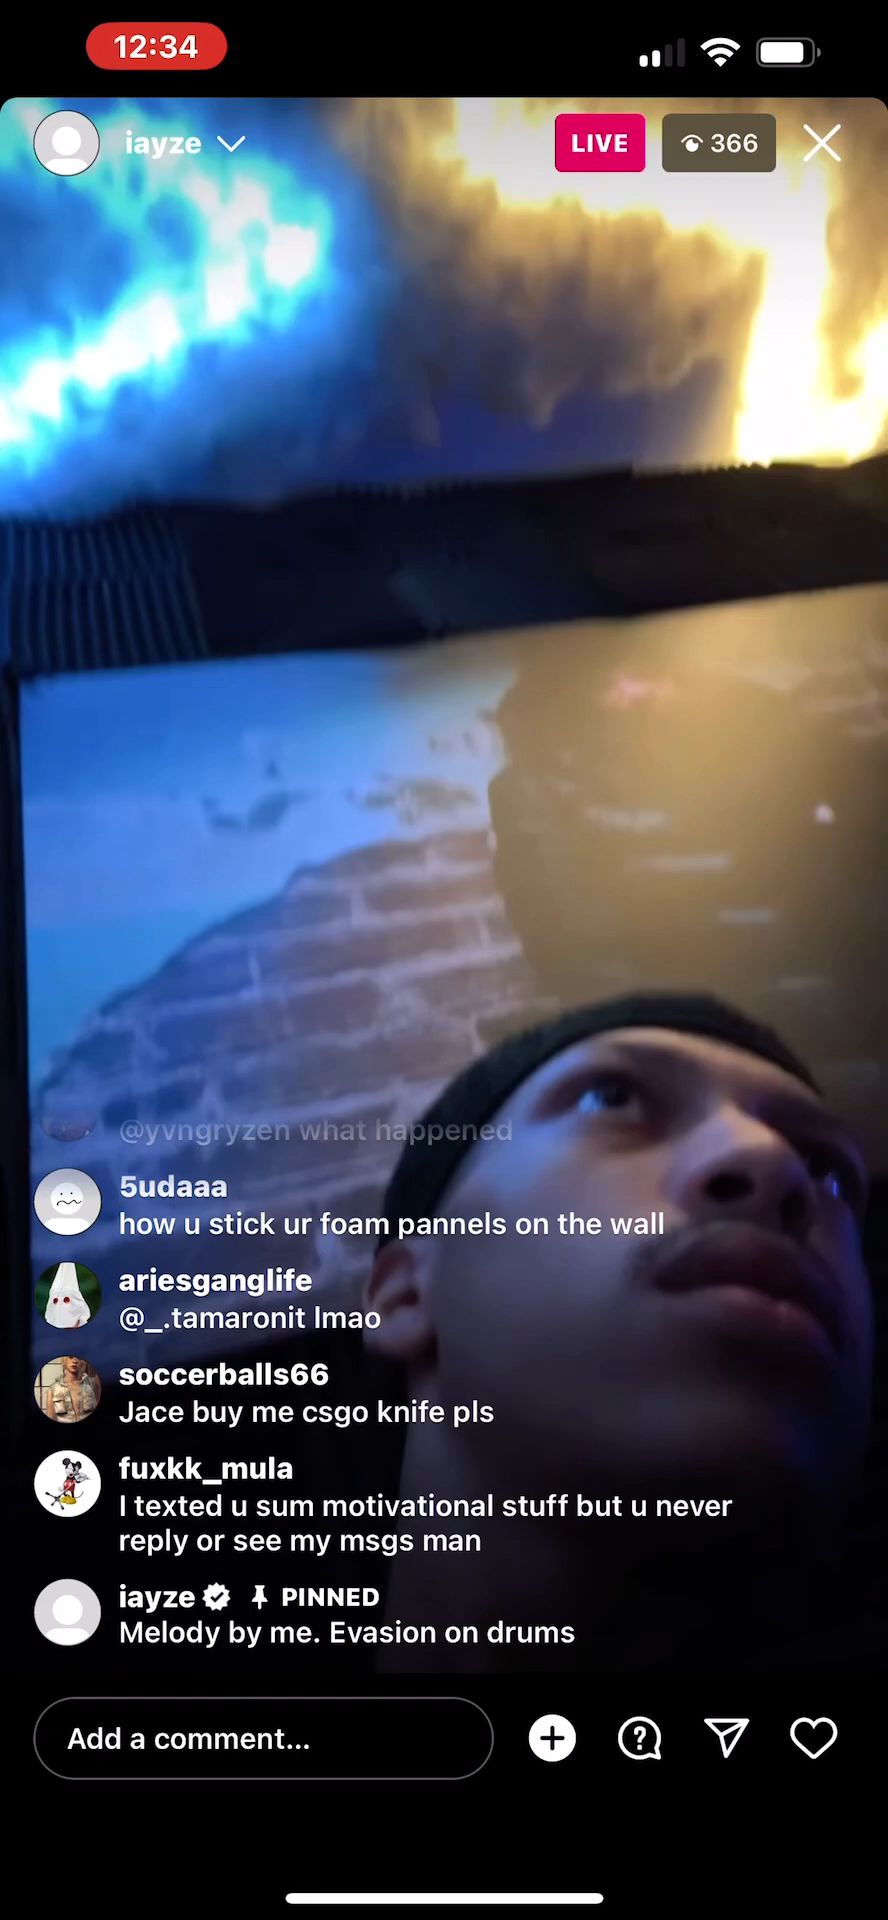 12:34
iayze
LIVE
366
@yvngryzen what happened
5udaaa
how u stick ur foam pannels on the wall
ariesganglife
@_.tamaronit lmao
soccerballs66
Jace buy me csgo knife pls
fuxkk_mula
I texted u sum motivational stuff but u never
reply or see my msgs man
iayze PINNED
Melody by me. Evasion on drums
Add a comment...